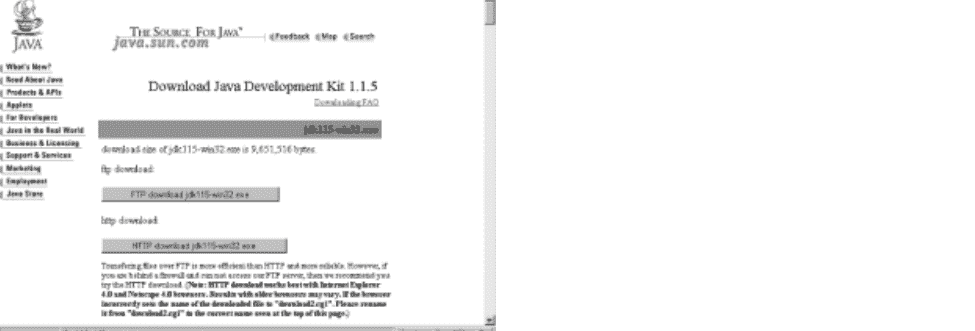 JAVA
THE SOURCE FOR JAVA™
java.sun.com
Feedback Map Search
What's New?
Read About Java
Products & APIs
Applets
For Developers
Java in the Real World
Business & Licensing
Support & Services
Marketing
Employment
Java Store
Download Java Development Kit 1.1.5
Downloading FAQ
jdk115-win32.exe
download size of jdk115-win32.exe is 9,651,516 bytes.
ftp download:
FTP download jdk115-win32.exe
http download:
HTTP download jdk115-win32.exe
Transferring files over FTP is more efficient than HTTP and more reliable. However, if
you are behind a firewall and can not access our FTP server, then we recommend you
try the HTTP download. (Note: HTTP download works best with Internet Explorer
4.0 and Netscape 4.0 browsers. Results with older browsers may vary. If the browser
incorrectly sets the name of the downloaded file to "download2.cgi". Please rename
it from "download2.cgi" to the correct name seen at the top of this page.)